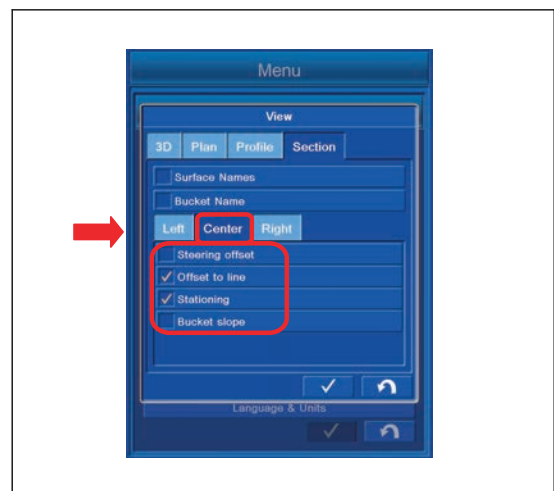 Menu
View
3D Plan Profile Section
Surface Names
Bucket Name
Left Center Right
Steering offset
Offset to line
Stationing
Bucket slope
Language & Units